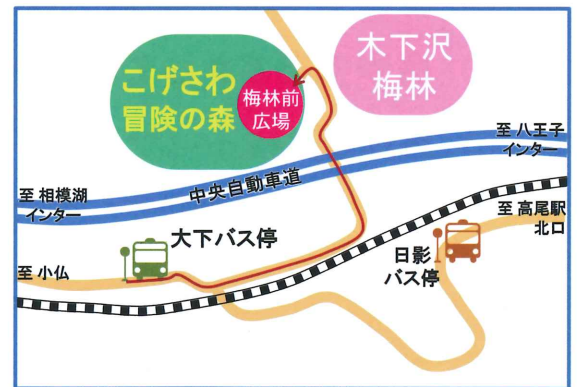 木下沢
梅林
こげさわ
冒険の森
梅林前
広場
至 八王子
インター
中央自動車道
至 相模湖
インター
至 高尾駅
北口
大下バス停
日影
バス停
至 小仏